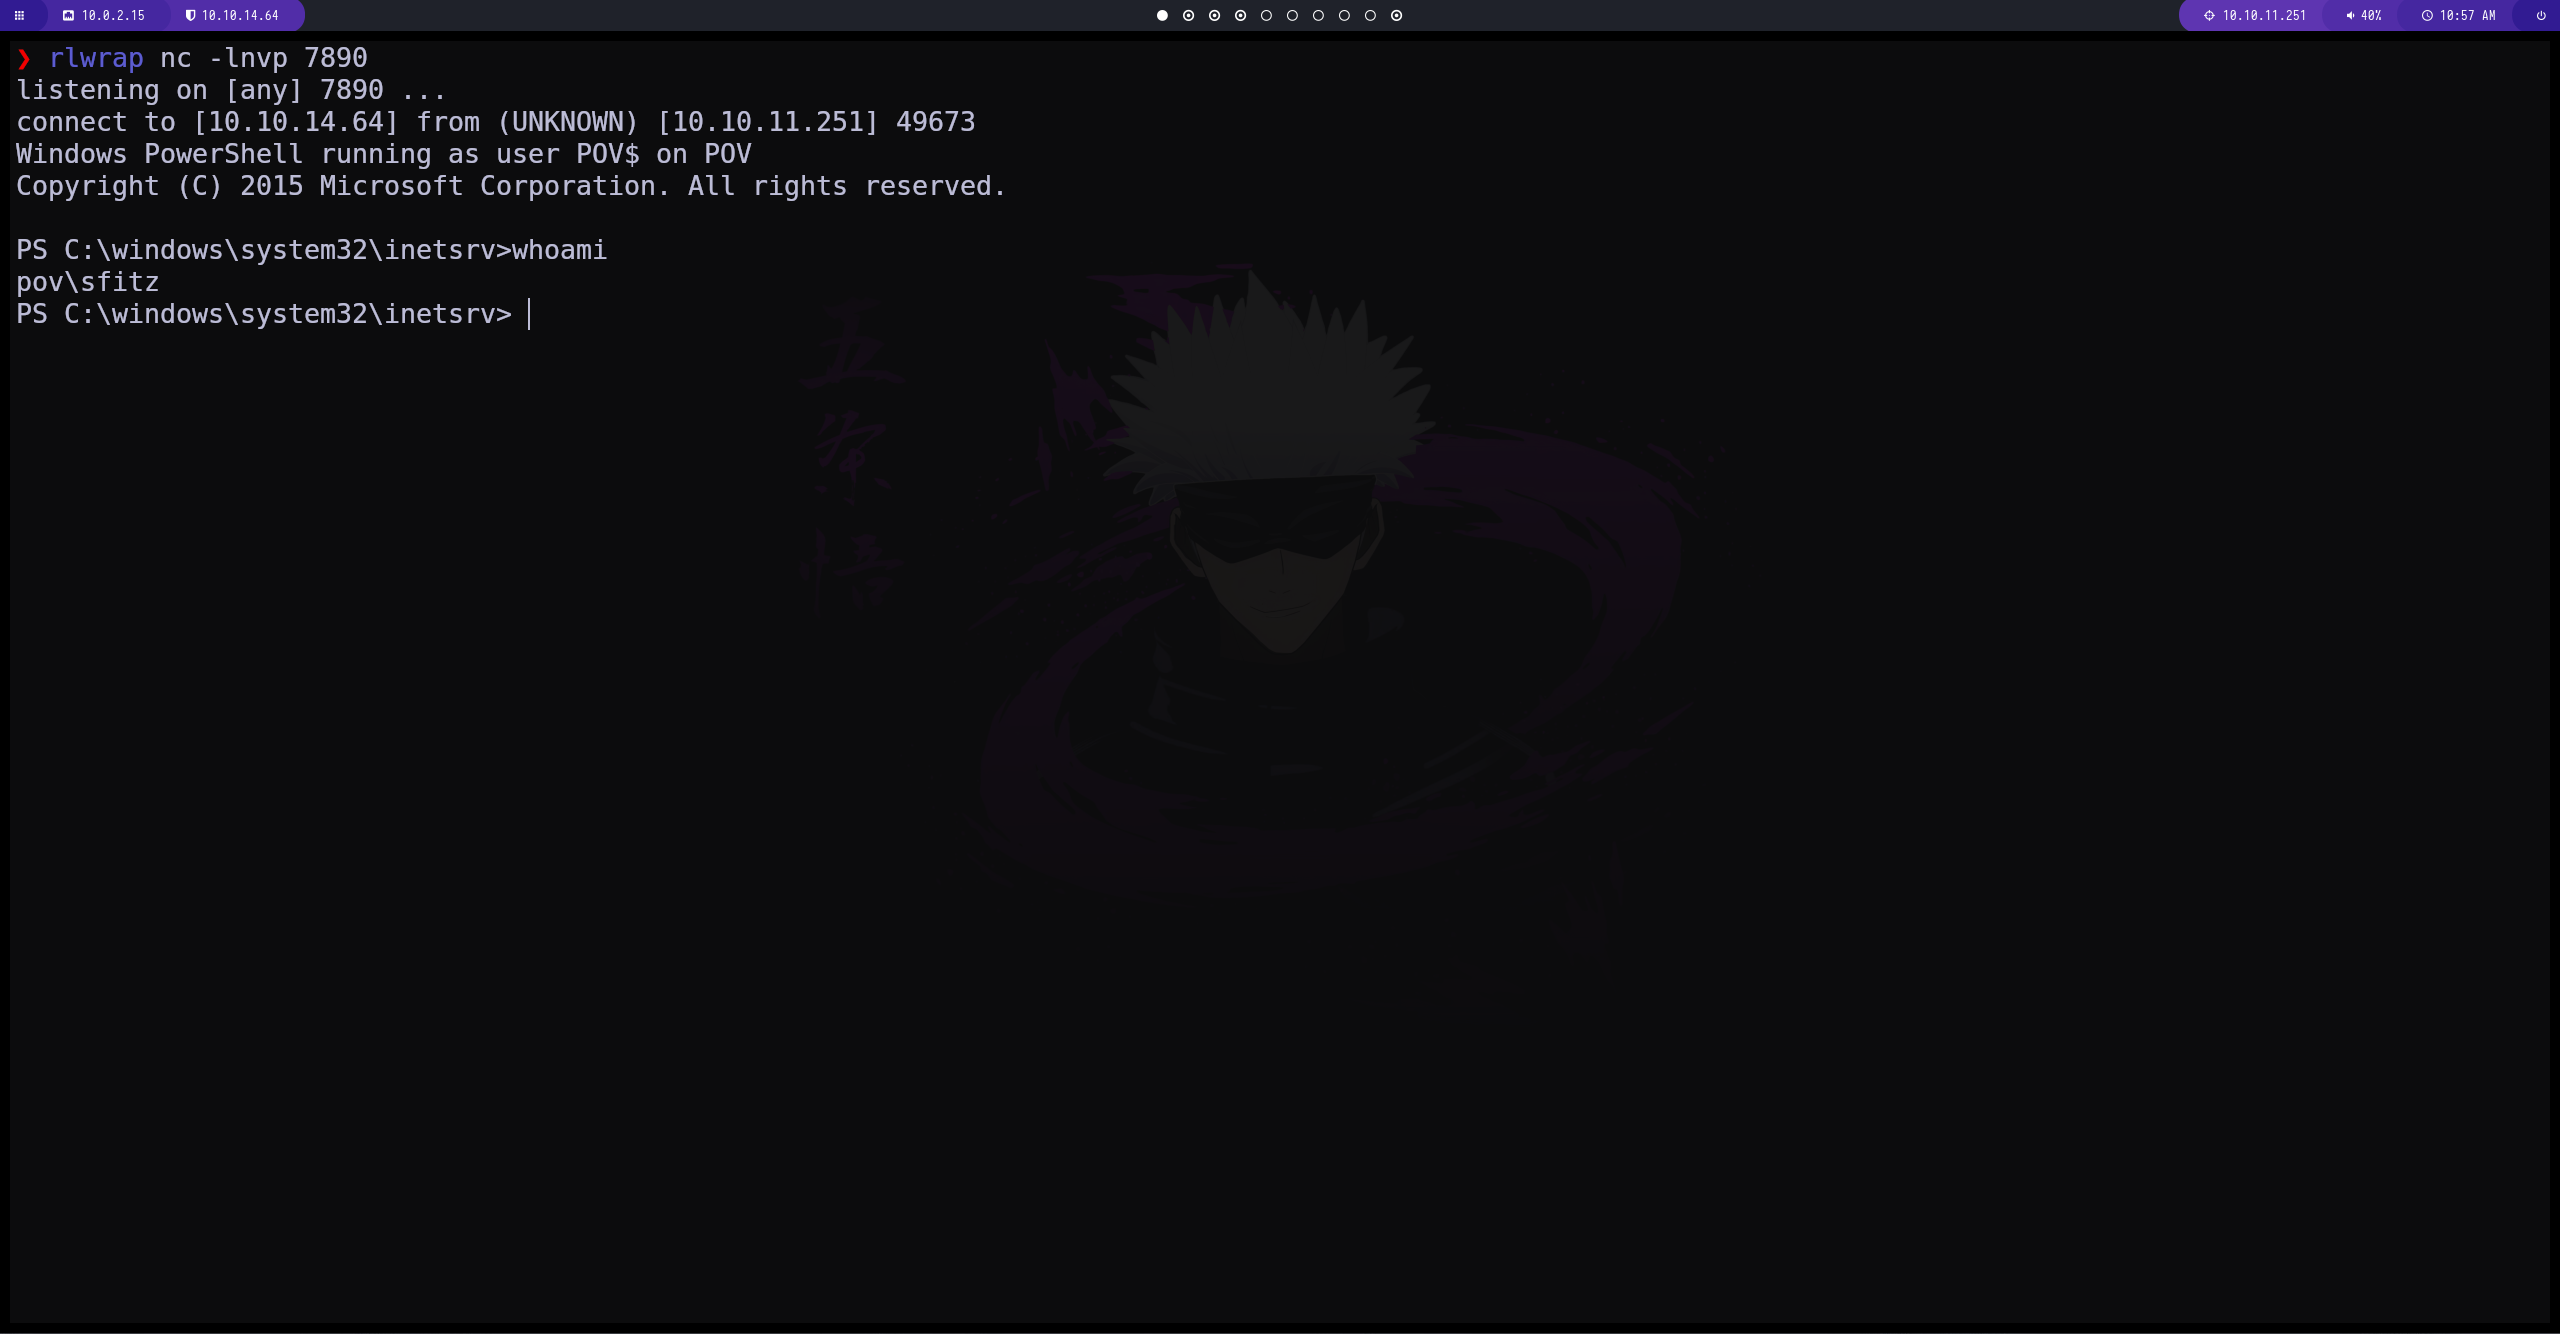 10.0.2.15 10.10.14.64 10.10.11.251 40% 10:57 AM
❯ rlwrap nc -lnvp 7890
listening on [any] 7890 ...
connect to [10.10.14.64] from (UNKNOWN) [10.10.11.251] 49673
Windows PowerShell running as user POV$ on POV
Copyright (C) 2015 Microsoft Corporation. All rights reserved.
PS C:\windows\system32\inetsrv>whoami
pov\sfitz
PS C:\windows\system32\inetsrv>
五
条
悟